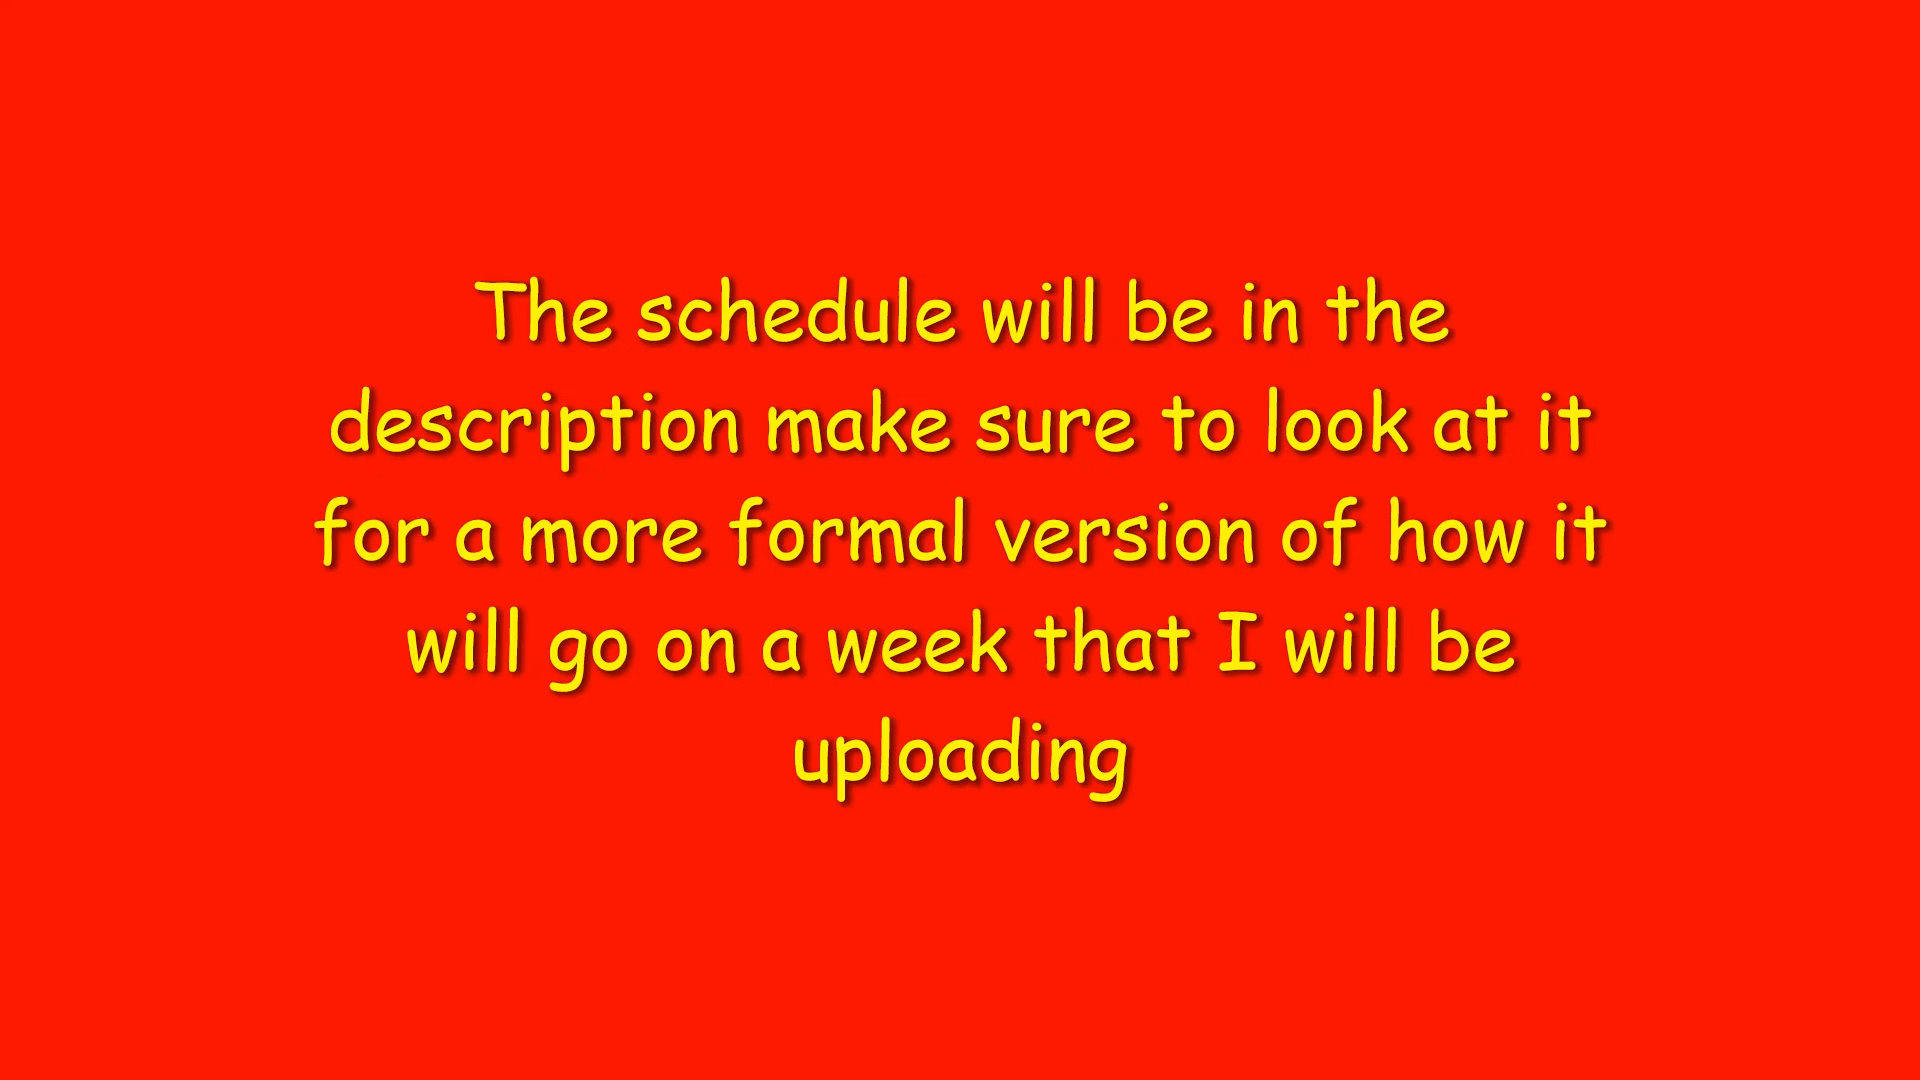 The schedule will be in the
description make sure to look at it
for a more formal version of how it
will go on a week that I will be
uploading